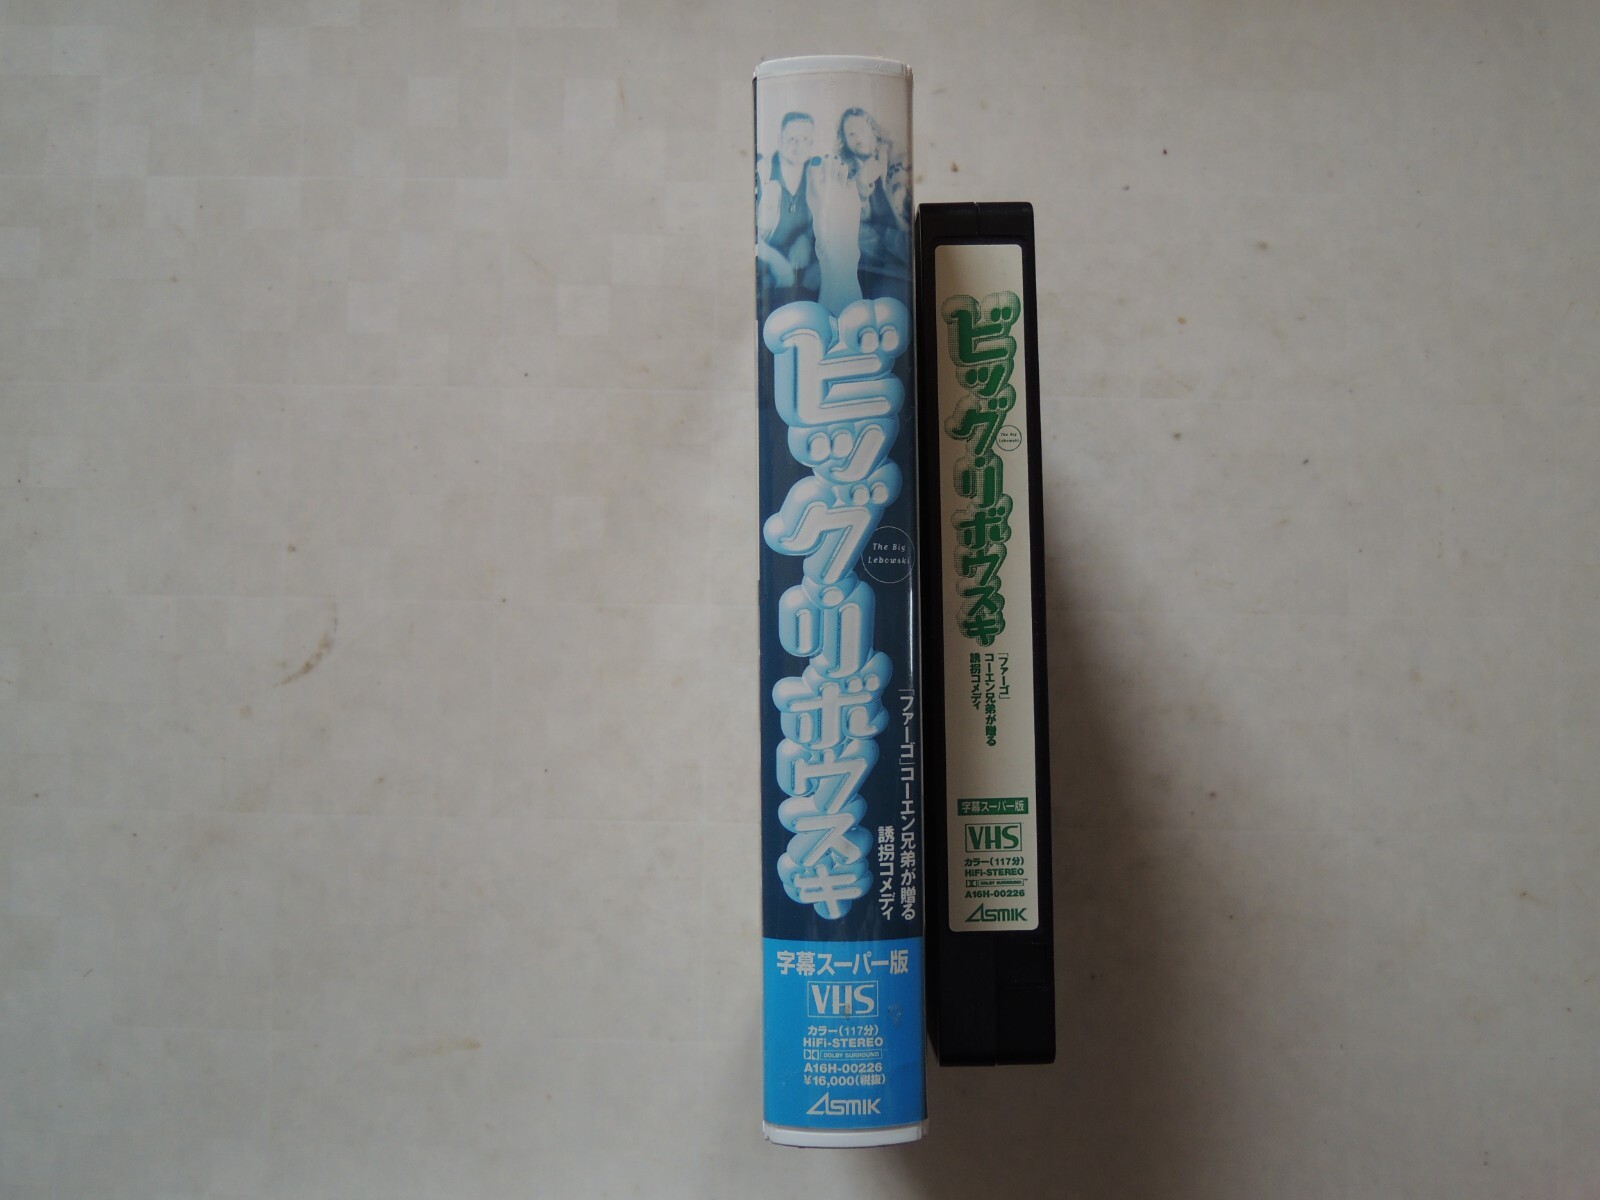 ビッグ・リボウスキ
The Big
Lebowski
「ファーゴ」コーエン兄弟が贈る
誘拐コメディ
字幕スーパー版
VHS
カラー(117分)
HiFi-STEREO
DOLBY SURROUND
A16H-00226
16,000(税抜)
ASMIK
ビッグ・リボウスキ
The Big
Lebowski
「ファーゴ」
コーエン兄弟が贈る
誘拐コメディ
字幕スーパー版
VHS
カラー(117分)
HiFi-STEREO
DOLBY SURROUND
A16H-00226
ASMIK